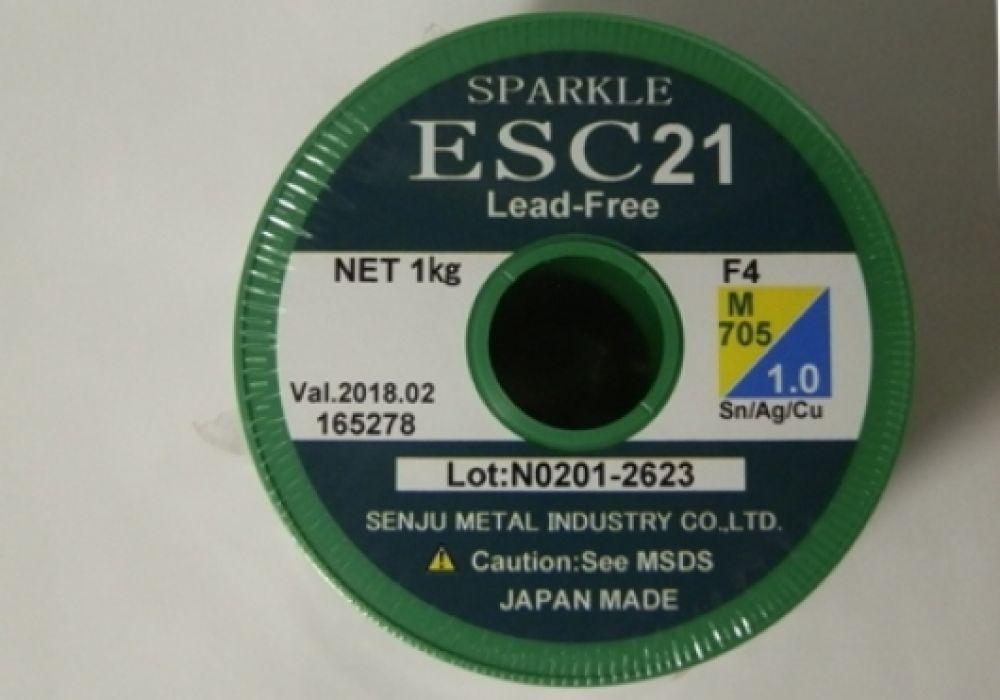 SPARKLE
ESC21
Lead-Free
NET 1kg
F4
M
705
1.0
Sn/Ag/Cu
Val.2018.02
165278
Lot:N0201-2623
SENJU METAL INDUSTRY CO.,LTD.
Caution:See MSDS
JAPAN MADE